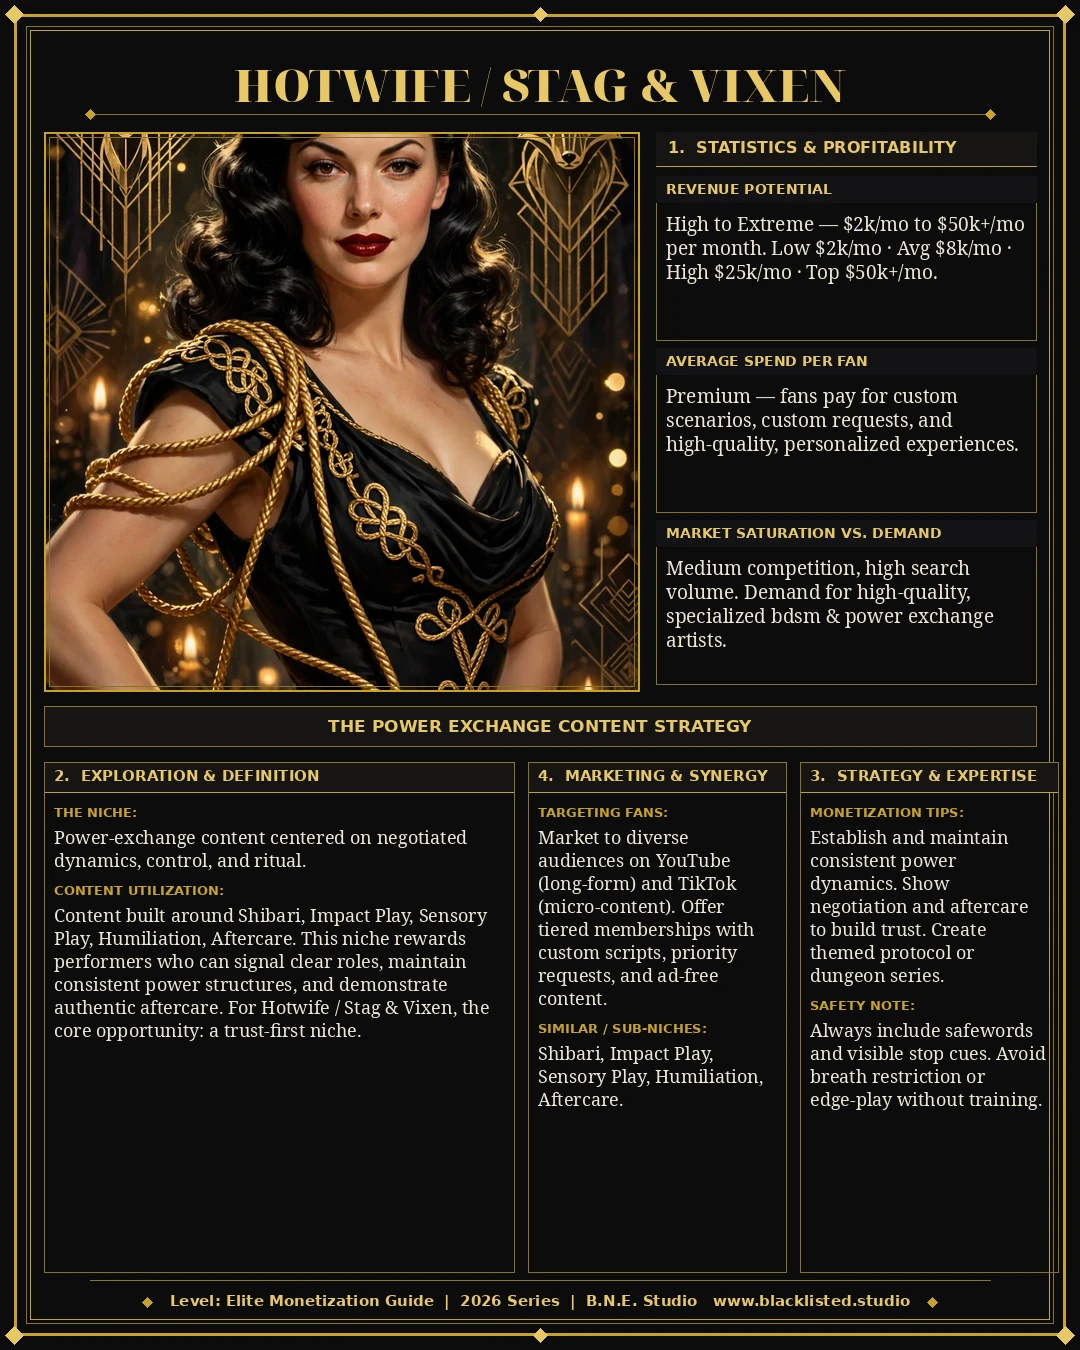 HOTWIFE / STAG & VIXEN
1. STATISTICS & PROFITABILITY
REVENUE POTENTIAL
High to Extreme — $2k/mo to $50k+/mo
per month. Low $2k/mo · Avg $8k/mo ·
High $25k/mo · Top $50k+/mo.
AVERAGE SPEND PER FAN
Premium — fans pay for custom
scenarios, custom requests, and
high-quality, personalized experiences.
MARKET SATURATION VS. DEMAND
Medium competition, high search
volume. Demand for high-quality,
specialized bdsm & power exchange
artists.
THE POWER EXCHANGE CONTENT STRATEGY
2. EXPLORATION & DEFINITION
THE NICHE:
Power-exchange content centered on negotiated
dynamics, control, and ritual.
CONTENT UTILIZATION:
Content built around Shibari, Impact Play, Sensory
Play, Humiliation, Aftercare. This niche rewards
performers who can signal clear roles, maintain
consistent power structures, and demonstrate
authentic aftercare. For Hotwife / Stag & Vixen, the
core opportunity: a trust-first niche.
4. MARKETING & SYNERGY
TARGETING FANS:
Market to diverse
audiences on YouTube
(long-form) and TikTok
(micro-content). Offer
tiered memberships with
custom scripts, priority
requests, and ad-free
content.
SIMILAR / SUB-NICHES:
Shibari, Impact Play,
Sensory Play, Humiliation,
Aftercare.
3. STRATEGY & EXPERTISE
MONETIZATION TIPS:
Establish and maintain
consistent power
dynamics. Show
negotiation and aftercare
to build trust. Create
themed protocol or
dungeon series.
SAFETY NOTE:
Always include safewords
and visible stop cues. Avoid
breath restriction or
edge-play without training.
Level: Elite Monetization Guide | 2026 Series | B.N.E. Studio www.blacklisted.studio